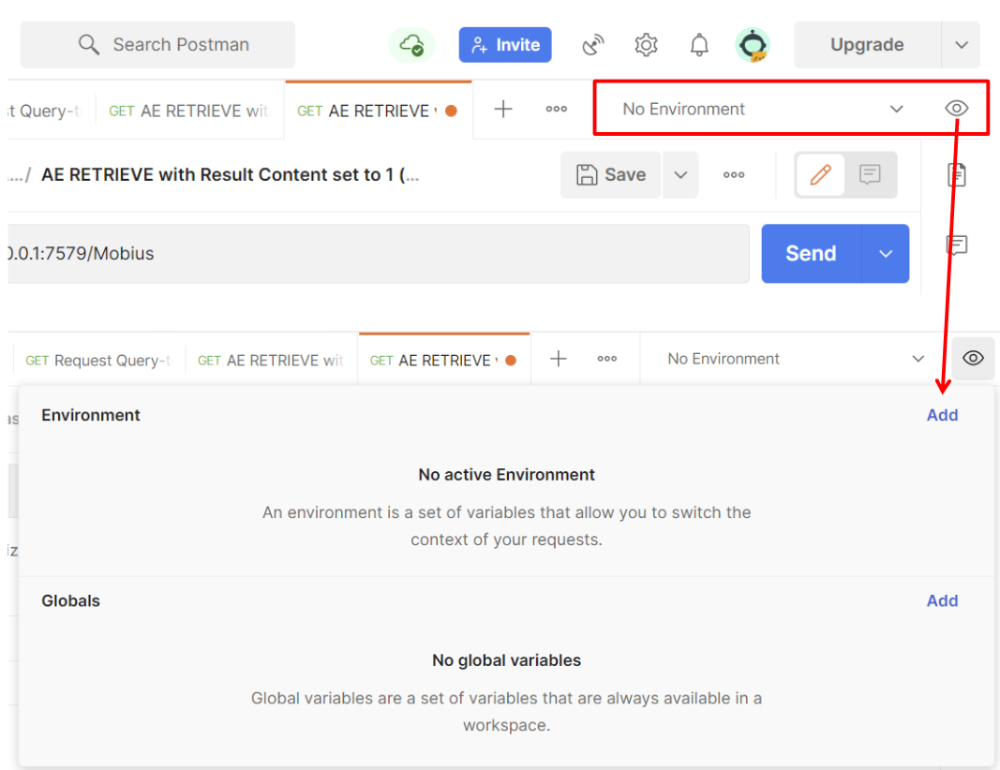 Search Postman
Invite
Upgrade
st Query-t
GET AE RETRIEVE wit
GET AE RETRIEVE
No Environment
.../ AE RETRIEVE with Result Content set to 1 (...
Save
0.0.1:7579/Mobius
Send
GET Request Query-t
GET AE RETRIEVE wit
GET AE RETRIEVE
No Environment
as
Environment
Add
No active Environment
An environment is a set of variables that allow you to switch the
context of your requests.
iz
Globals
Add
No global variables
Global variables are a set of variables that are always available in a
workspace.